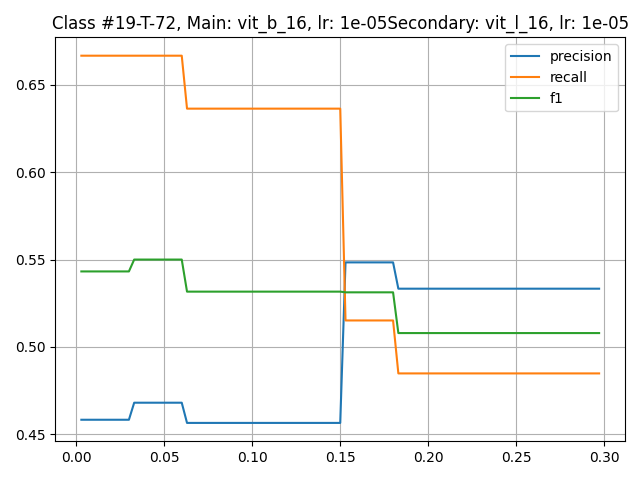 Class #19-T-72, Main: vit_b_16, lr: 1e-05Secondary: vit_l_16, lr: 1e-05
precision
recall
f1
0.65
0.60
0.55
0.50
0.45
0.00 0.05 0.10 0.15 0.20 0.25 0.30